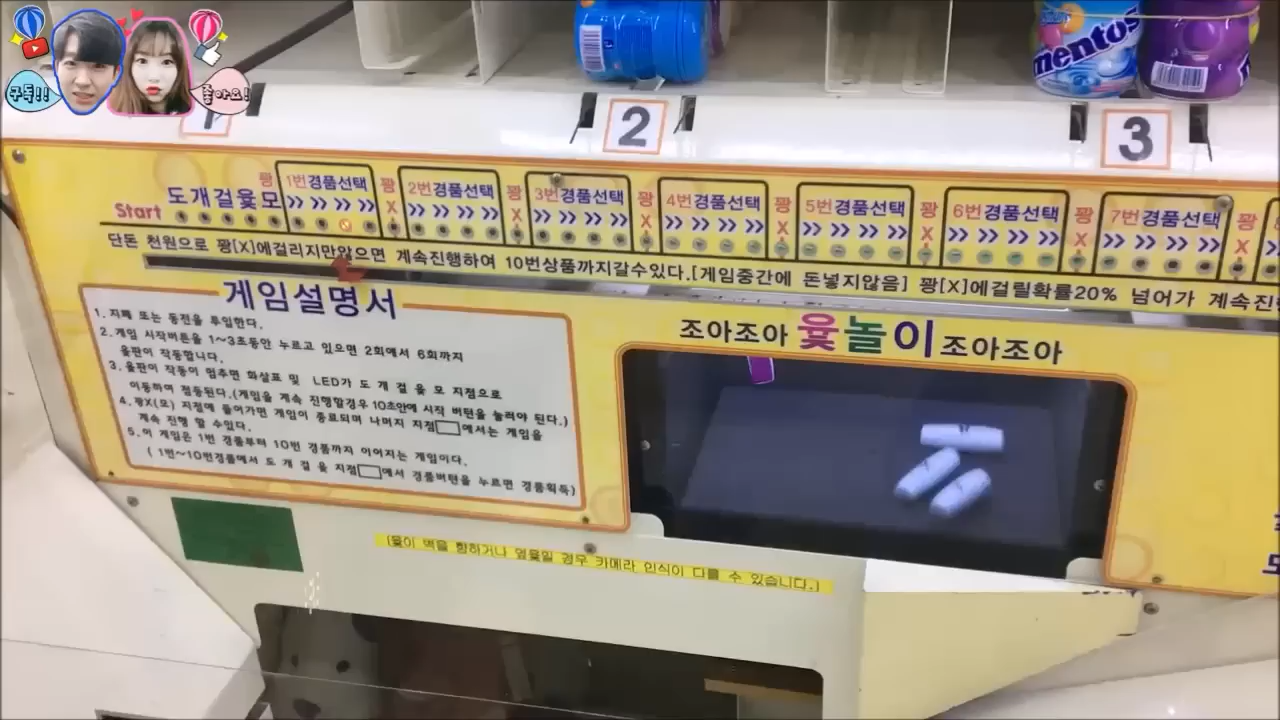 구독!!
좋아요!
1
2
3
mentos
mentos
Start 도개걸윷모
꽝 1번경품선택 꽝 2번경품선택 꽝 3번경품선택 꽝 4번경품선택 꽝 5번경품선택 꽝 6번경품선택 꽝 7번경품선택 꽝
X X X X X X X
단돈 천원으로 꽝[X]에걸리지만않으면 계속진행하여 10번상품까지갈수있다.[게임중간에 돈넣지않음] 꽝[X]에걸릴확률20% 넘어가 계속진
게임설명서
1. 지폐 또는 동전을 투입한다.
2. 게임 시작버튼을 1~3초동안 누르고 있으면 2회에서 6회까지
윷판이 작동합니다.
3. 윷판이 작동이 멈추면 화살표 및 LED가 도 개 걸 윷 모 지점으로
이동하여 점등된다.(게임을 계속 진행할경우 10초안에 시작 버턴을 눌러야 된다.)
4. 꽝X(모) 지점에 들어가면 게임이 종료되며 나머지 지점□에서는 게임을
계속 진행 할 수있다.
5. 이 게임은 1번 경품부터 10번 경품까지 이어지는 게임이다.
( 1번~10번경품에서 도 개 걸 윷 지점□에서 경품버턴을 누르면 경품획득)
조아조아 윷놀이 조아조아
(윷이 벽을 향하거나 옆윷일 경우 카메라 인식이 다를 수 있습니다.)